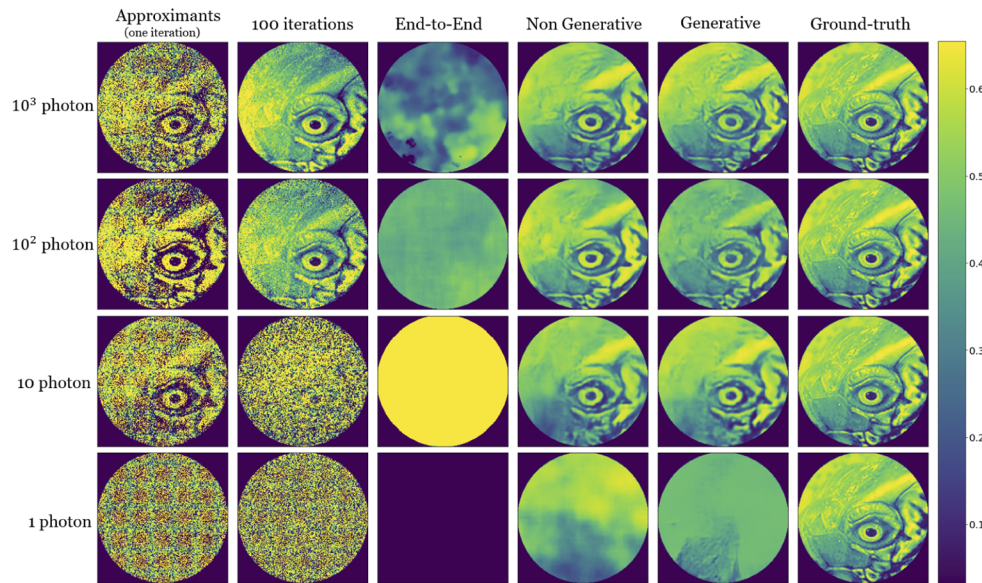 Approximants
(one iteration)
100 iterations
End-to-End
Non Generative
Generative
Ground-truth
10³ photon
10² photon
10 photon
1 photon
0.6
0.5
0.4
0.3
0.2
0.1